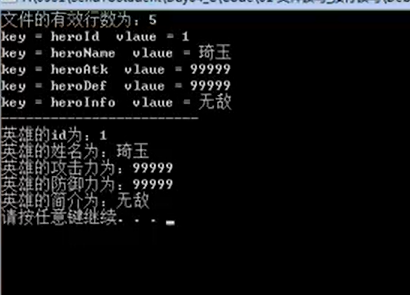 文件的有效行数为：5
key = heroId  vlaue = 1
key = heroName  vlaue = 琦玉
key = heroAtk  vlaue = 99999
key = heroDef  vlaue = 99999
key = heroInfo  vlaue = 无敌
------------------------
英雄的id为：1
英雄的姓名为：琦玉
英雄的攻击力为：99999
英雄的防御力为：99999
英雄的简介为：无敌
请按任意键继续. . .